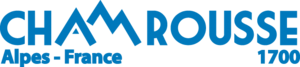 CHAMROUSSE
Alpes - France 1700